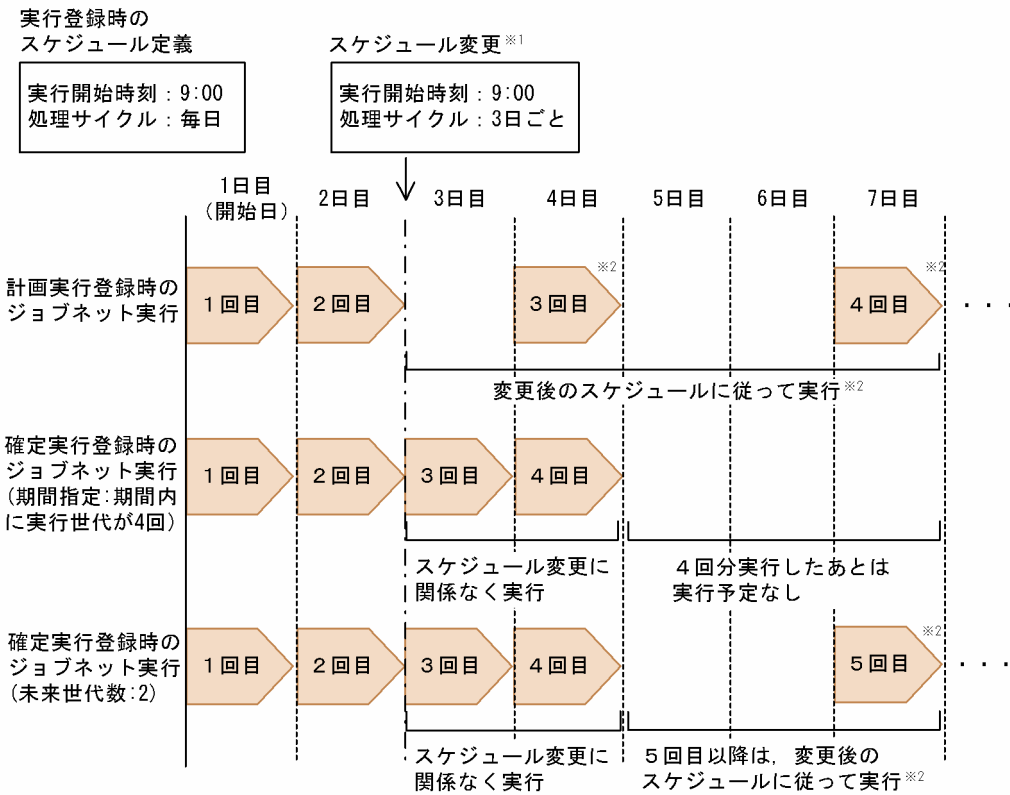 実行登録時の
スケジュール定義
実行開始時刻：9:00
処理サイクル：毎日
スケジュール変更※1
実行開始時刻：9:00
処理サイクル：3日ごと
1日目
(開始日)
2日目
3日目
4日目
5日目
6日目
7日目
計画実行登録時の
ジョブネット実行
1回目
2回目
3回目
※2
4回目
※2
・・・
変更後のスケジュールに従って実行※2
確定実行登録時の
ジョブネット実行
(期間指定：期間内
に実行世代が4回)
1回目
2回目
3回目
4回目
スケジュール変更に
関係なく実行
4回分実行したあとは
実行予定なし
確定実行登録時の
ジョブネット実行
(未来世代数：2)
1回目
2回目
3回目
4回目
5回目
※2
・・・
スケジュール変更に
関係なく実行
5回目以降は，変更後の
スケジュールに従って実行※2